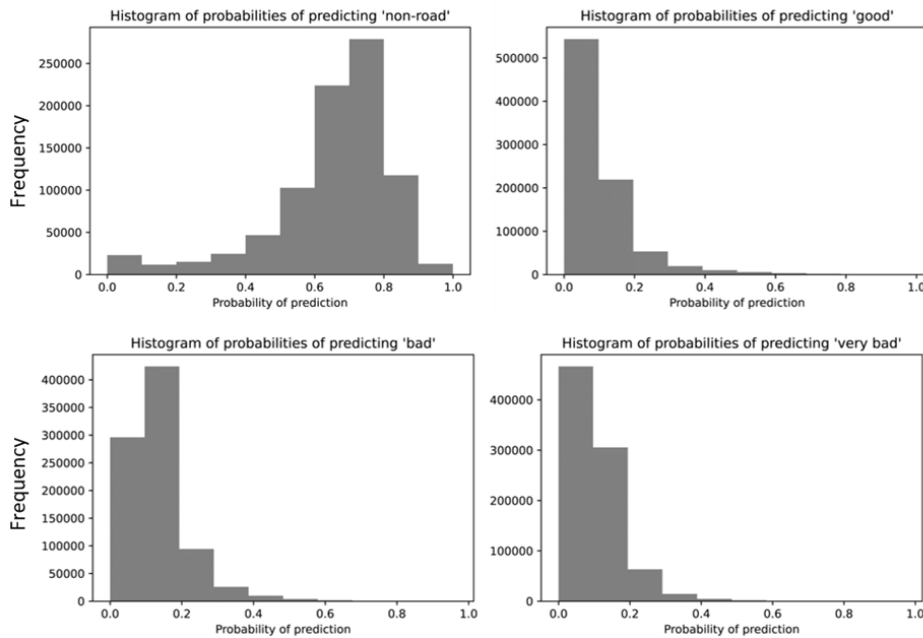 Histogram of probabilities of predicting 'non-road'
Frequency
250000
200000
150000
100000
50000
0
0.0 0.2 0.4 0.6 0.8 1.0
Probability of prediction
Histogram of probabilities of predicting 'good'
500000
400000
300000
200000
100000
0
0.0 0.2 0.4 0.6 0.8 1.0
Probability of prediction
Histogram of probabilities of predicting 'bad'
Frequency
400000
350000
300000
250000
200000
150000
100000
50000
0
0.0 0.2 0.4 0.6 0.8 1.0
Probability of prediction
Histogram of probabilities of predicting 'very bad'
400000
300000
200000
100000
0
0.0 0.2 0.4 0.6 0.8 1.0
Probability of prediction